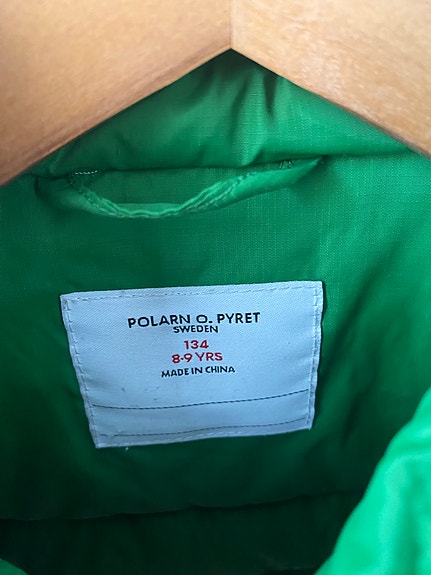 POLARN O. PYRET
SWEDEN
134
8-9 YRS
MADE IN CHINA